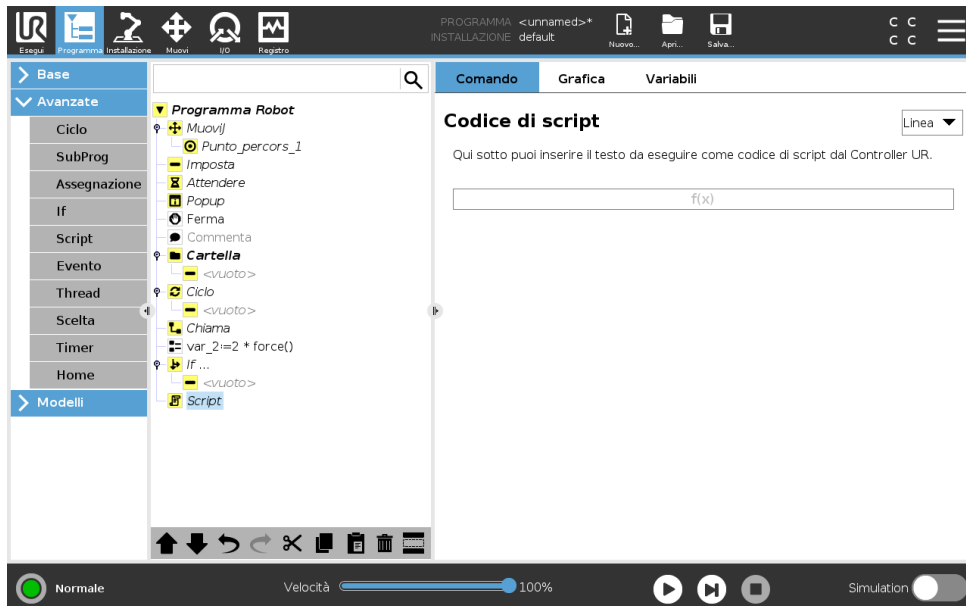 UR
PROGRAMMA <unnamed>*
INSTALLAZIONE default
Esegui Programma Installazione Muovi I/O Registro
Nuovo... Apri... Salva...
C C
C C
Base
Avanzate
Ciclo
SubProg
Assegnazione
If
Script
Evento
Thread
Scelta
Timer
Home
Modelli
Programma Robot
MuoviJ
Punto_percors_1
Imposta
Attendere
Popup
Ferma
Commenta
Cartella
<vuoto>
Ciclo
<vuoto>
Chiama
var_2:=2 * force()
If ...
<vuoto>
Script
Comando Grafica Variabili
Codice di script
Linea
Qui sotto puoi inserire il testo da eseguire come codice di script dal Controller UR.
f(x)
Normale
Velocità 100%
Simulation